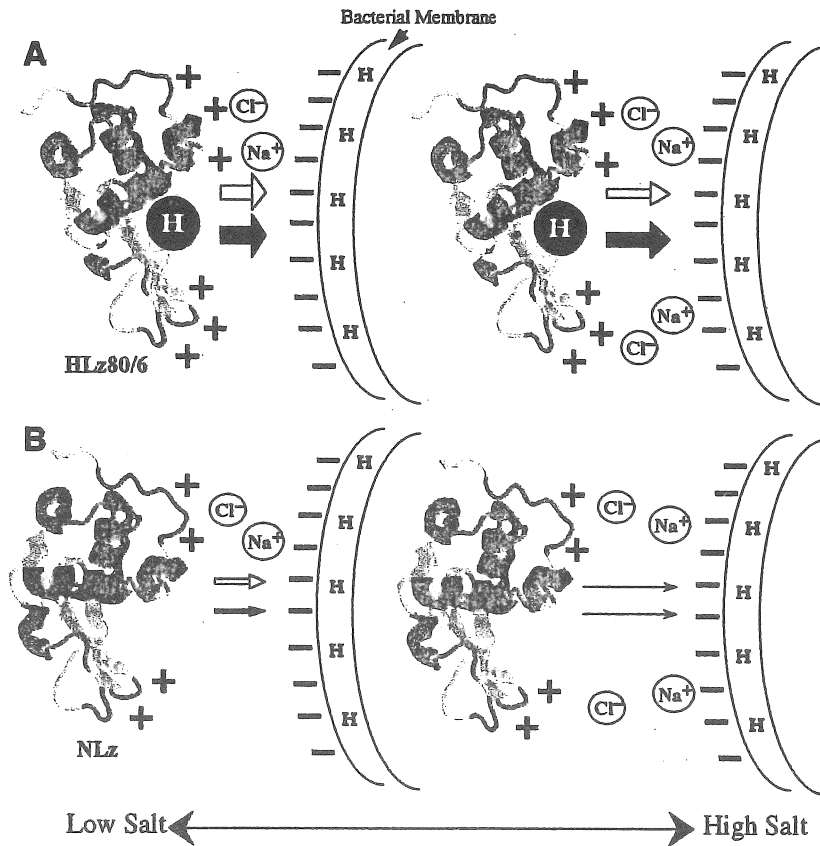 Bacterial Membrane
A
+ Cl⁻ − H + Cl⁻ − H
+ Na⁺ − H + Na⁺ − H
+ − H + − H
H − H H − H
+ − H + Na⁺ − H
+ − + Cl⁻ −
+ +
HLz80/6
B
+ Cl⁻ − H + Cl⁻ Na⁺ − H
+ Na⁺ − H + − H
− H − H
− H − H
+ − H + Cl⁻ Na⁺ − H
+ − + −
NLz
Low Salt High Salt